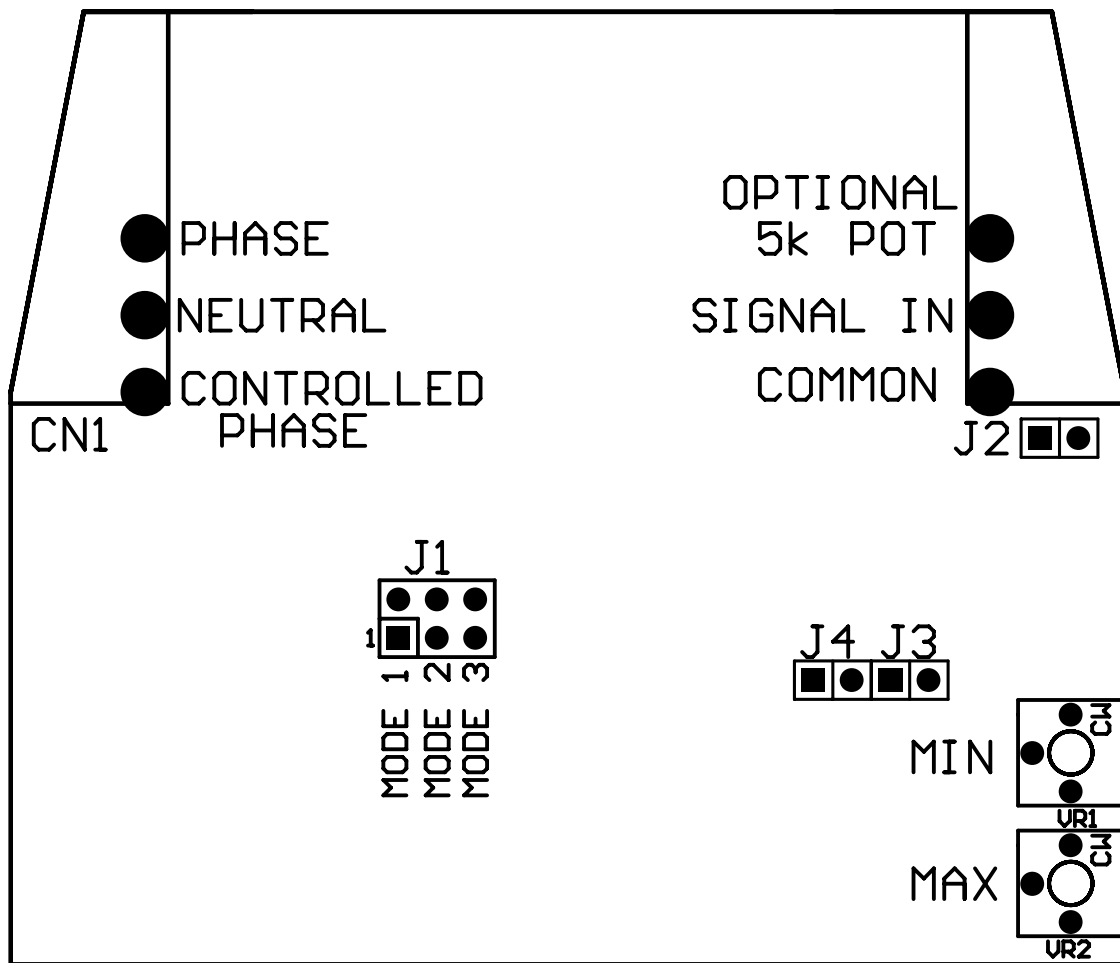 PHASE
NEUTRAL
CONTROLLED
PHASE
CN1
OPTIONAL
5k POT
SIGNAL IN
COMMON
J2
J1
1
MODE 1
MODE 2
MODE 3
J4
J3
MIN
CW
VR1
MAX
CW
VR2